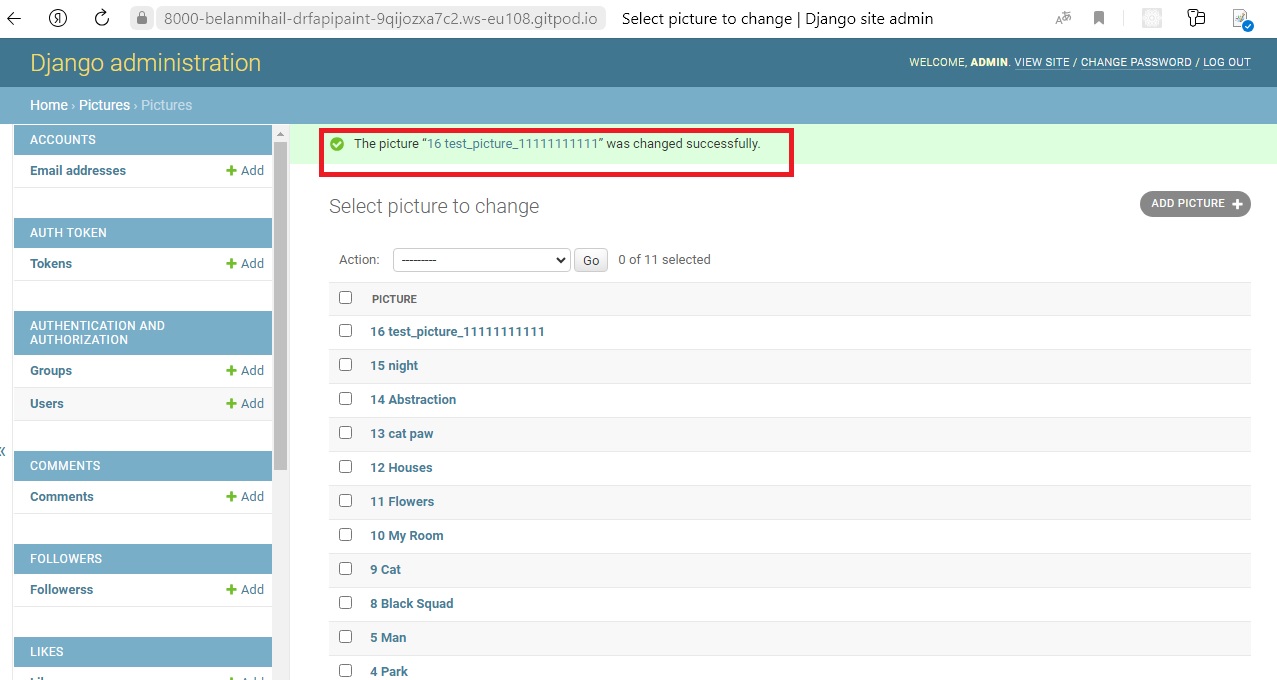 8000-belanmihail-drfapipaint-9qijozxa7c2.ws-eu108.gitpod.io Select picture to change | Django site admin
Django administration
WELCOME, ADMIN. VIEW SITE / CHANGE PASSWORD / LOG OUT
Home › Pictures › Pictures
ACCOUNTS
Email addresses + Add
AUTH TOKEN
Tokens + Add
AUTHENTICATION AND
AUTHORIZATION
Groups + Add
Users + Add
COMMENTS
Comments + Add
FOLLOWERS
Followerss + Add
LIKES
The picture “16 test_picture_11111111111” was changed successfully.
Select picture to change
ADD PICTURE +
Action: --------- Go 0 of 11 selected
PICTURE
16 test_picture_11111111111
15 night
14 Abstraction
13 cat paw
12 Houses
11 Flowers
10 My Room
9 Cat
8 Black Squad
5 Man
4 Park